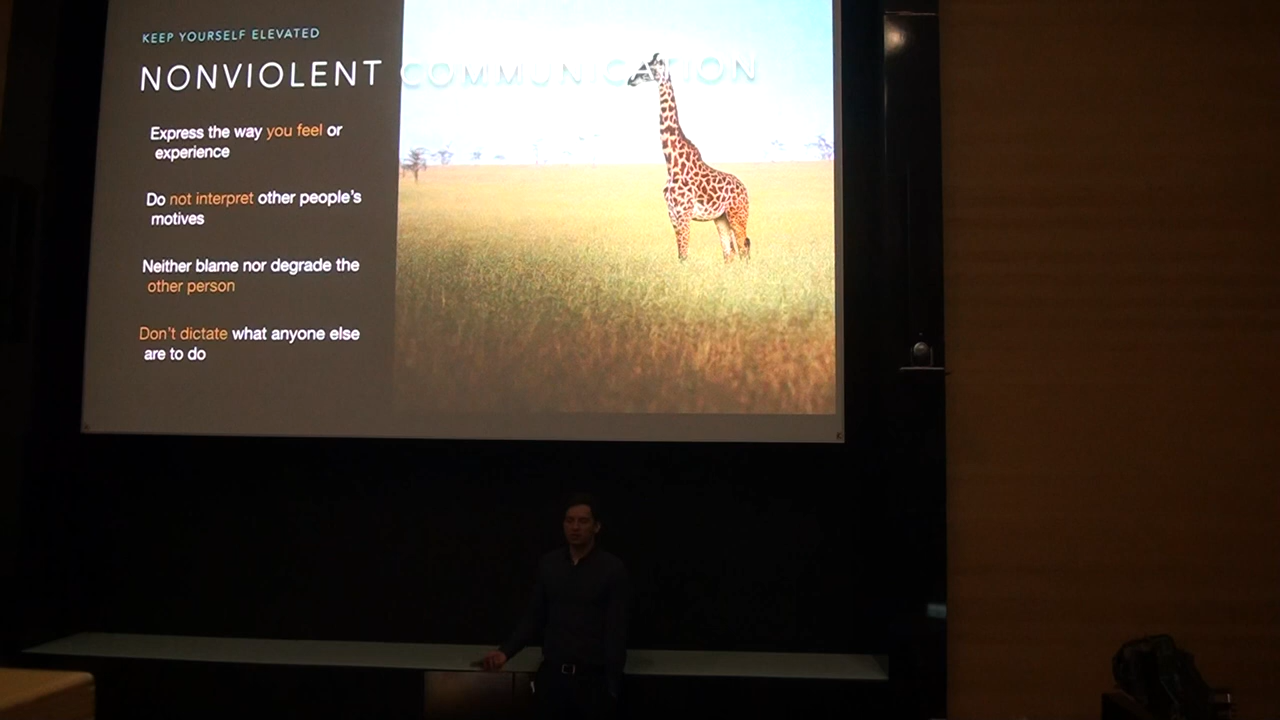 KEEP YOURSELF ELEVATED
NONVIOLENT COMMUNICATION
Express the way you feel or
experience
Do not interpret other people's
motives
Neither blame nor degrade the
other person
Don't dictate what anyone else
are to do